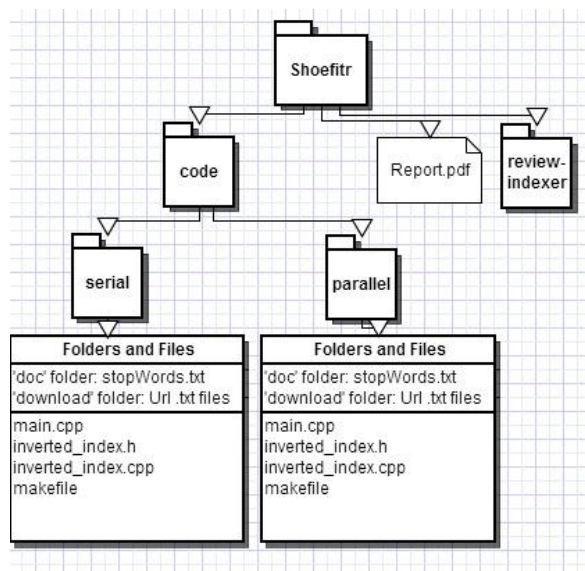 Shoefitr
code
Report.pdf
review-
indexer
serial
parallel
Folders and Files
'doc' folder: stopWords.txt
'download' folder: Url .txt files
main.cpp
inverted_index.h
inverted_index.cpp
makefile
Folders and Files
'doc' folder: stopWords.txt
'download' folder: Url .txt files
main.cpp
inverted_index.h
inverted_index.cpp
makefile